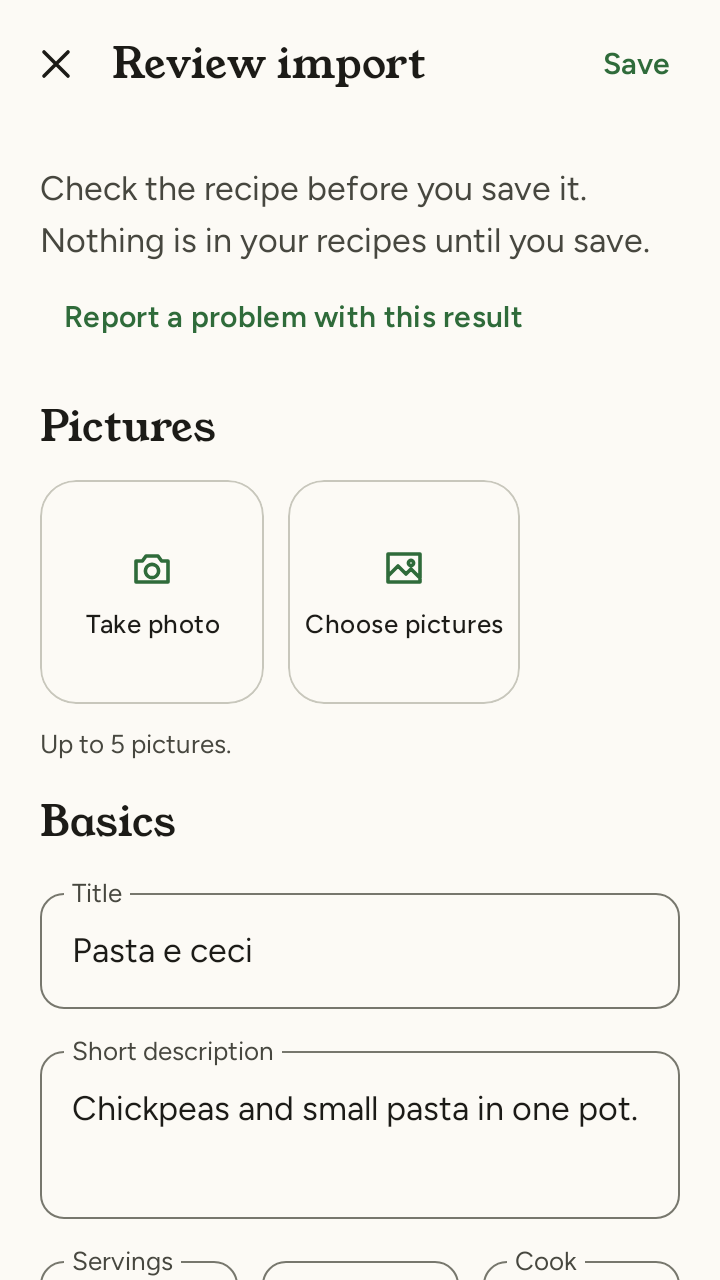 Review import
Save
Check the recipe before you save it.
Nothing is in your recipes until you save.
Report a problem with this result
Pictures
Take photo
Choose pictures
Up to 5 pictures.
Basics
Title
Pasta e ceci
Short description
Chickpeas and small pasta in one pot.
Servings
Cook